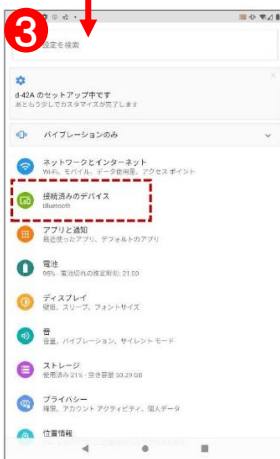 3
設定を検索
d-42A のセットアップ中です
あともう少しでカスタマイズが完了します
バイブレーションのみ
ネットワークとインターネット
Wi-Fi、モバイル、データ使用量、アクセス ポイント
接続済みのデバイス
Bluetooth
アプリと通知
最近使ったアプリ、デフォルトのアプリ
電池
98% - 電池切れの推定時刻: 21:00
ディスプレイ
壁紙、スリープ、フォントサイズ
音
音量、バイブレーション、サイレント モード
ストレージ
使用済み 21% - 空き容量 50.29 GB
プライバシー
権限、アカウント アクティビティ、個人データ
位置情報